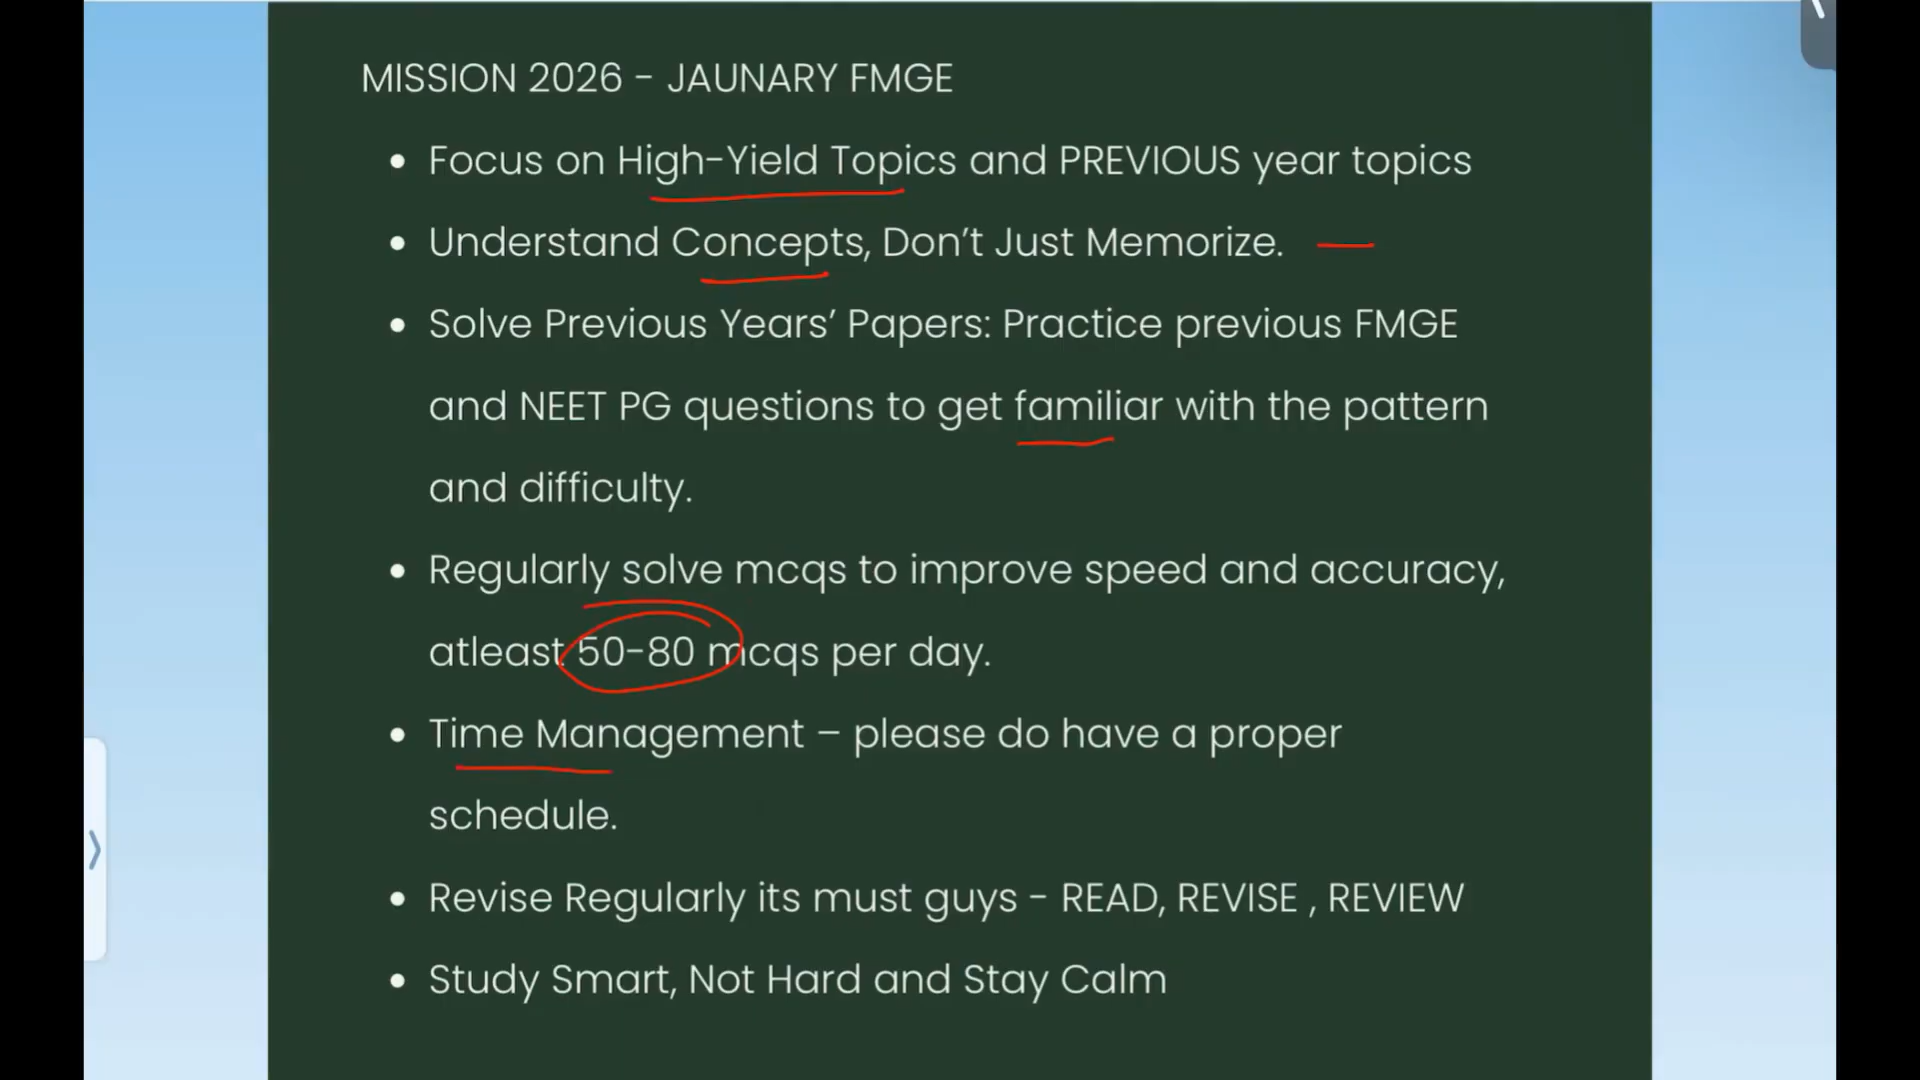 MISSION 2026 - JAUNARY FMGE
• Focus on High-Yield Topics and PREVIOUS year topics
• Understand Concepts, Don’t Just Memorize.
• Solve Previous Years’ Papers: Practice previous FMGE
and NEET PG questions to get familiar with the pattern
and difficulty.
• Regularly solve mcqs to improve speed and accuracy,
atleast 50-80 mcqs per day.
• Time Management – please do have a proper
schedule.
• Revise Regularly its must guys - READ, REVISE , REVIEW
• Study Smart, Not Hard and Stay Calm